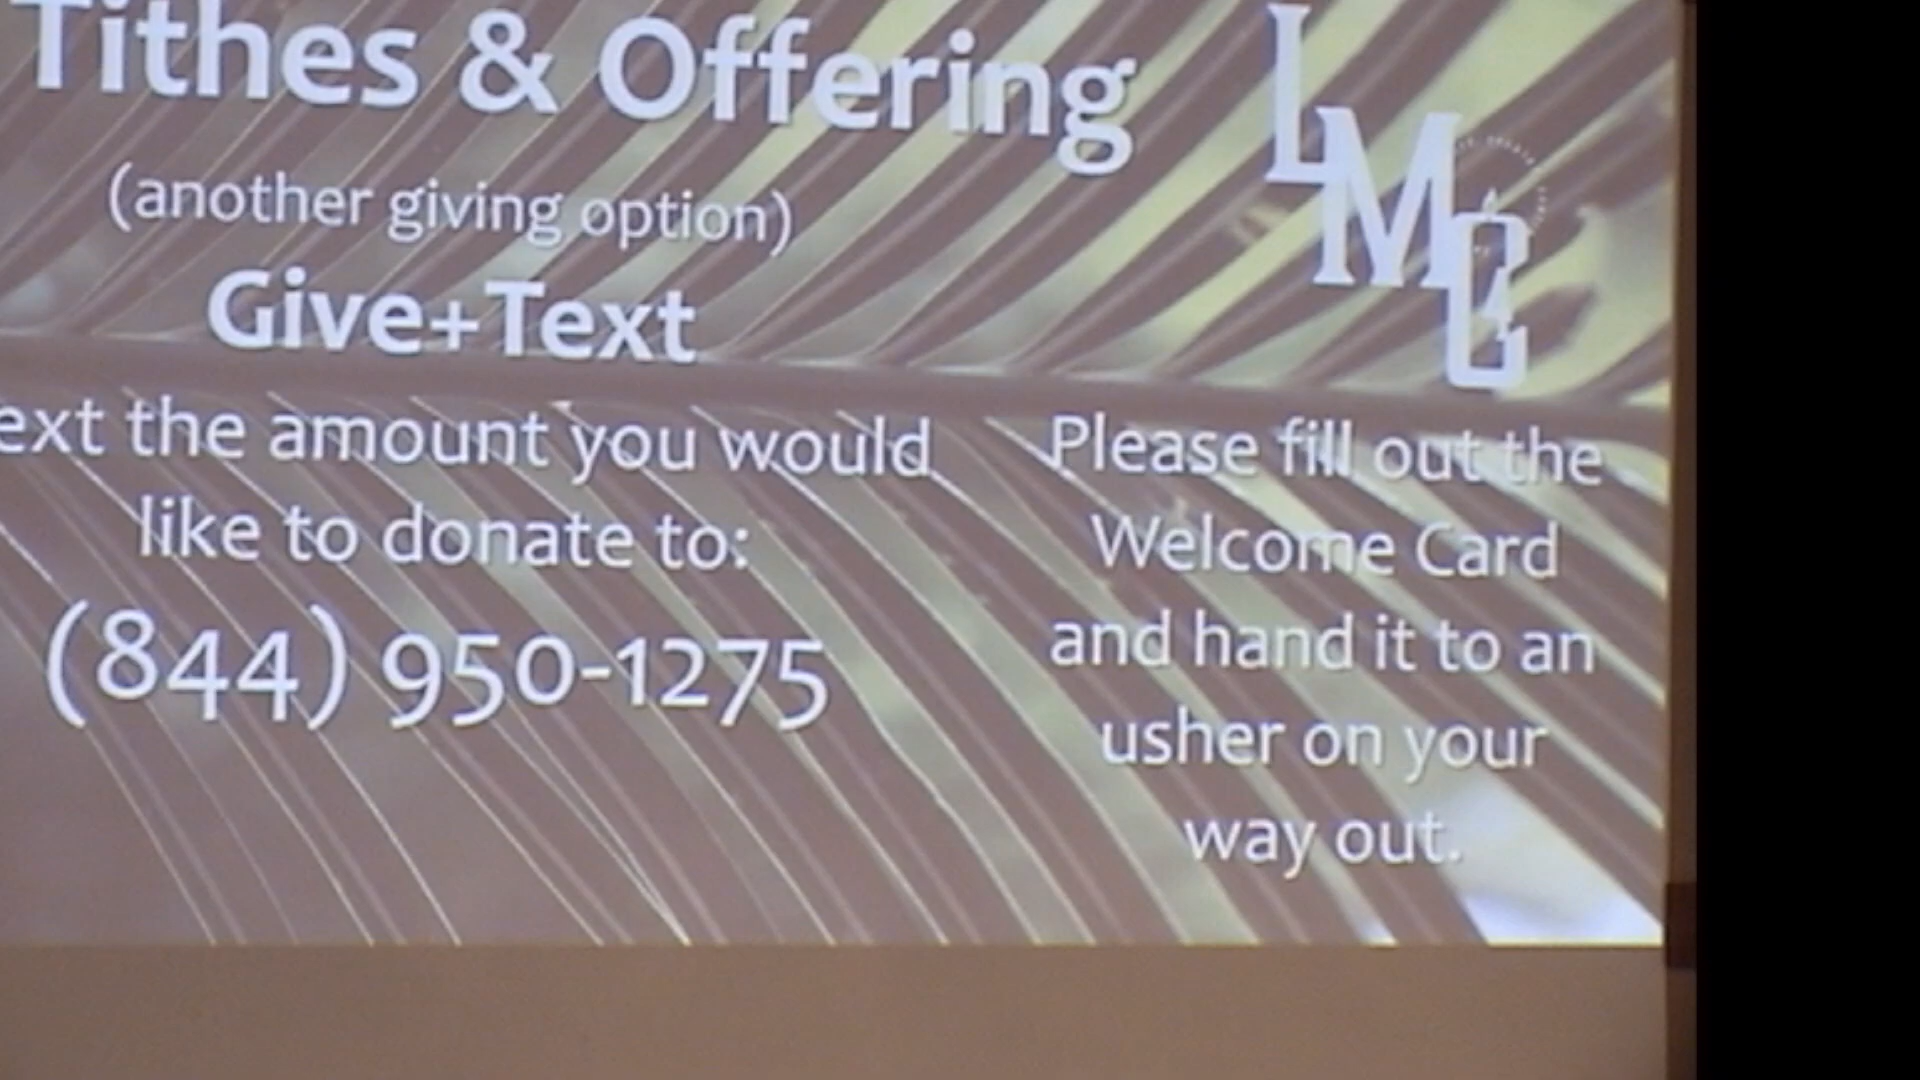 Tithes & Offering
(another giving option)
Give+Text
ext the amount you would
like to donate to:
(844) 950-1275
LMC
Please fill out the
Welcome Card
and hand it to an
usher on your
way out.